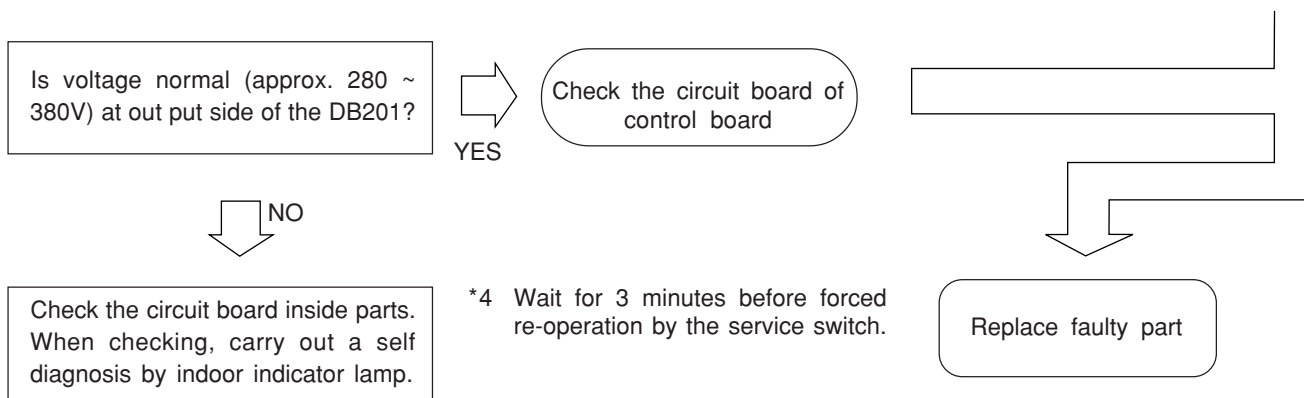 Is voltage normal (approx. 280 ~
380V) at out put side of the DB201?
YES
Check the circuit board of
control board
NO
Check the circuit board inside parts.
When checking, carry out a self
diagnosis by indoor indicator lamp.
*4 Wait for 3 minutes before forced
re-operation by the service switch.
Replace faulty part